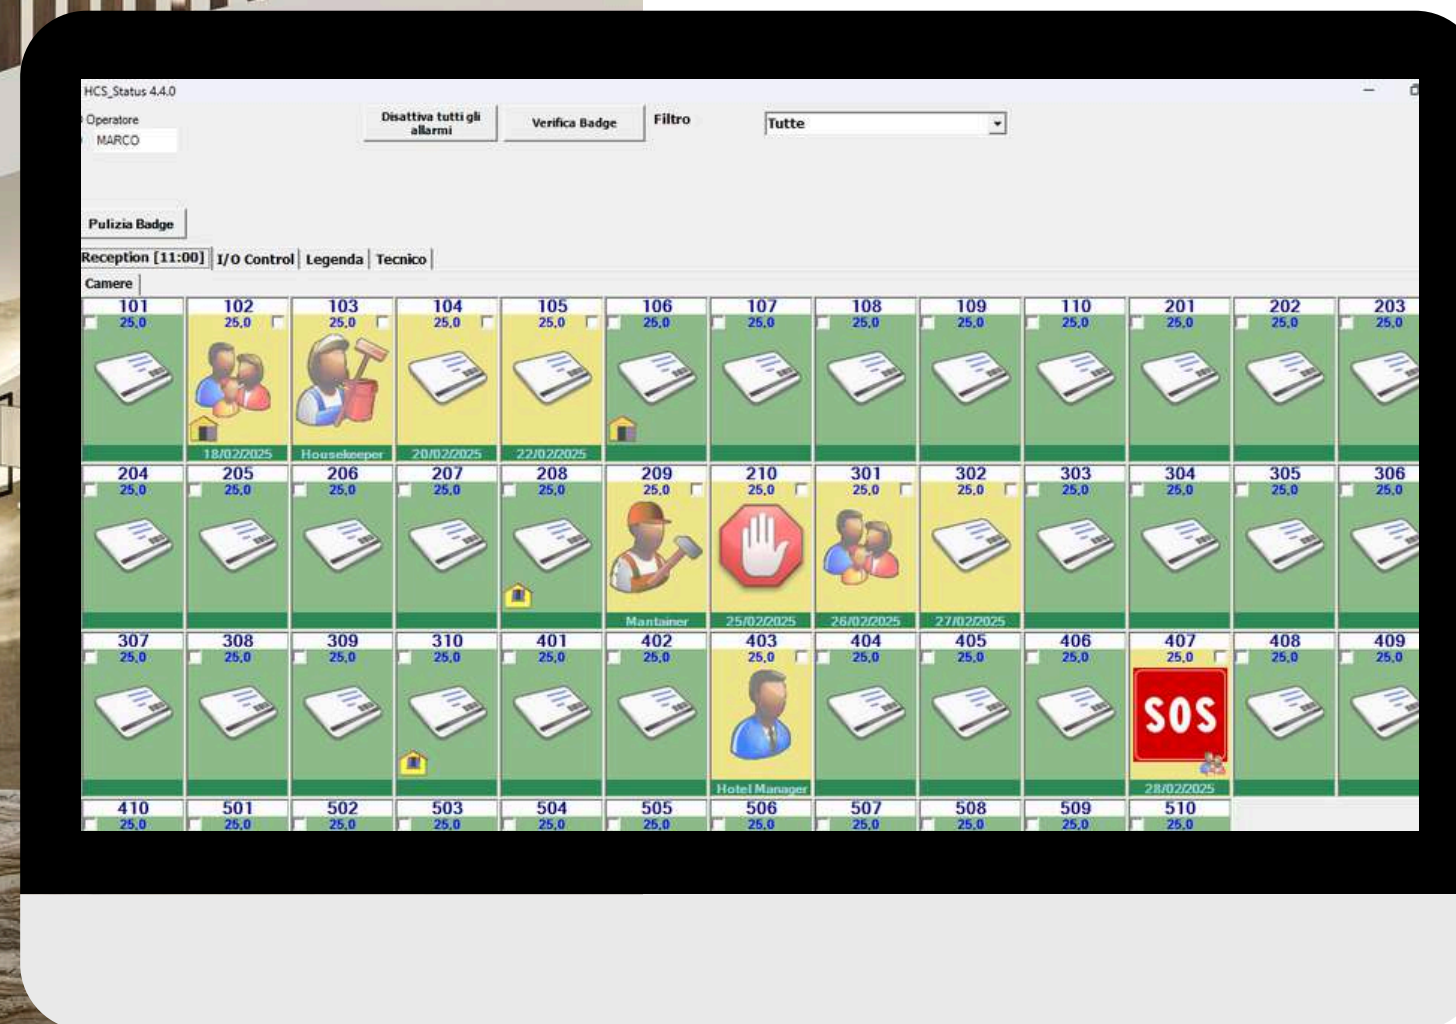 HCS_Status 4.4.0
Operatore
MARCO
Disattiva tutti gli
allarmi
Verifica Badge
Filtro
Tutte
Pulizia Badge
Reception [11:00] I/O Control Legenda Tecnico
Camere
101 102 103 104 105 106 107 108 109 110 201 202 203
25,0 25,0 25,0 25,0 25,0 25,0 25,0 25,0 25,0 25,0 25,0 25,0 25,0
18/02/2025 Housekeeper 20/02/2025 22/02/2025
204 205 206 207 208 209 210 301 302 303 304 305 306
25,0 25,0 25,0 25,0 25,0 25,0 25,0 25,0 25,0 25,0 25,0 25,0 25,0
Mantainer 25/02/2025 26/02/2025 27/02/2025
307 308 309 310 401 402 403 404 405 406 407 408 409
25,0 25,0 25,0 25,0 25,0 25,0 25,0 25,0 25,0 25,0 25,0 25,0 25,0
SOS
Hotel Manager 28/02/2025
410 501 502 503 504 505 506 507 508 509 510
25,0 25,0 25,0 25,0 25,0 25,0 25,0 25,0 25,0 25,0 25,0